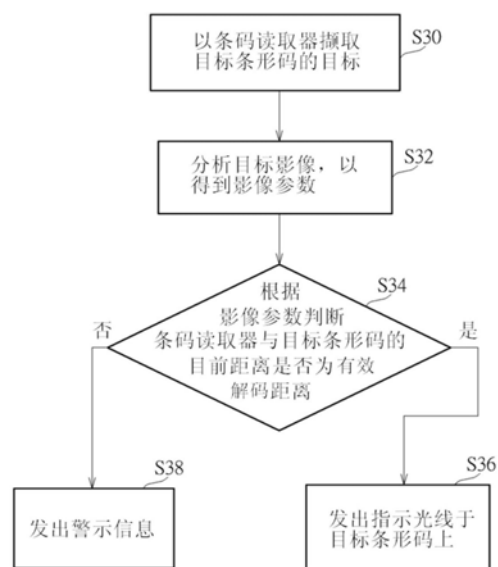 以条码读取器撷取
目标条形码的目标
S30
分析目标影像，以
得到影像参数
S32
根据
影像参数判断
条码读取器与目标条形码的
目前距离是否为有效
解码距离
S34
否
是
S38
发出警示信息
S36
发出指示光线于
目标条形码上